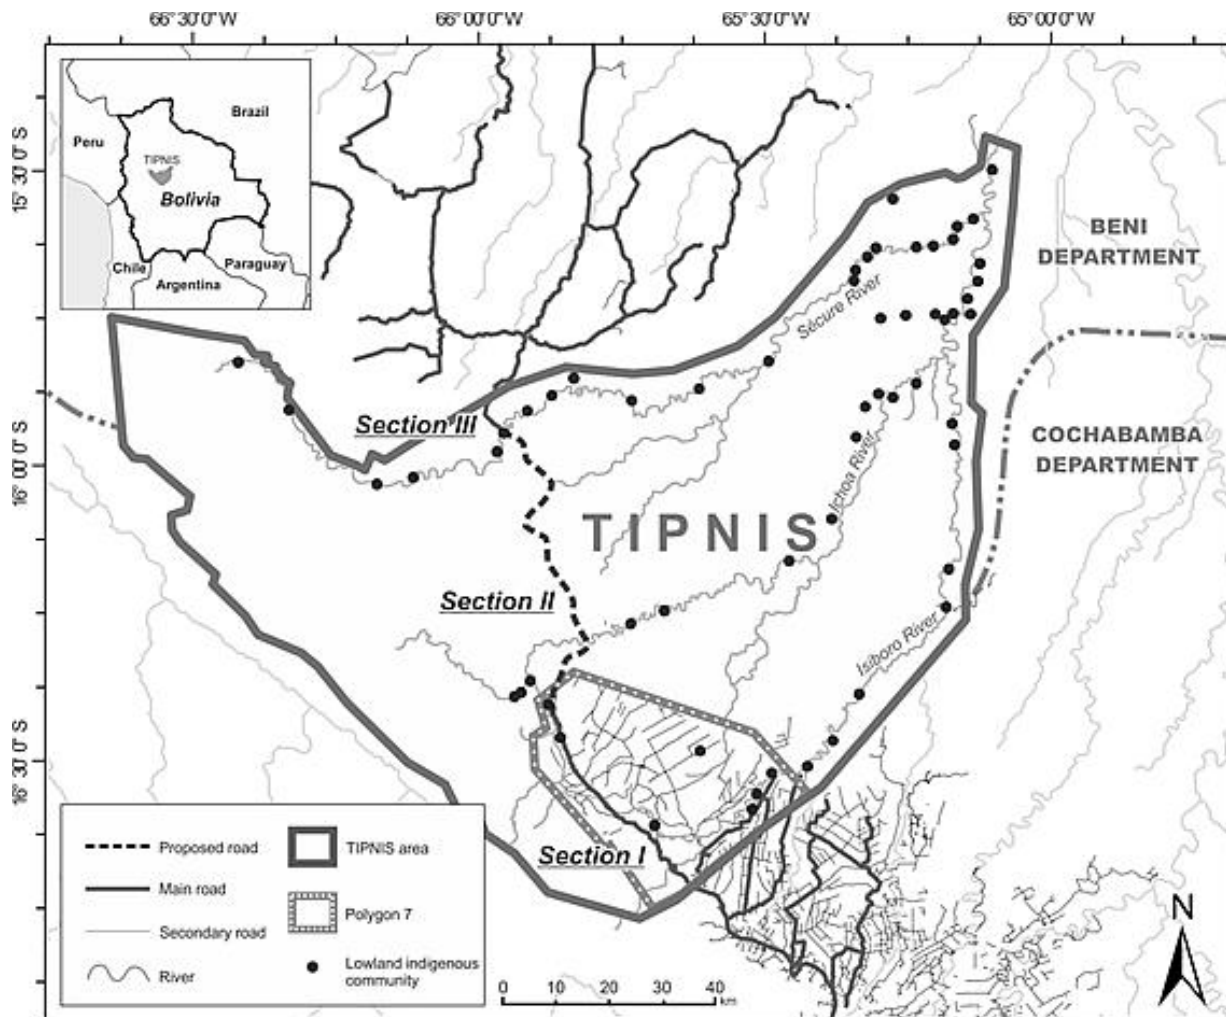 66°30'0"W
66°00'0"W
65°30'0"W
65°00'0"W
15°30'0"S
16°00'0"S
16°30'0"S
Brazil
Peru
TIPNIS
Bolivia
Chile
Paraguay
Argentina
BENI
DEPARTMENT
Sécure River
Section III
COCHABAMBA
DEPARTMENT
Ichoa River
TIPNIS
Section II
Isiboro River
Section I
Proposed road
Main road
Secondary road
River
TIPNIS area
Polygon 7
Lowland indigenous
community
0 10 20 30 40
km
N